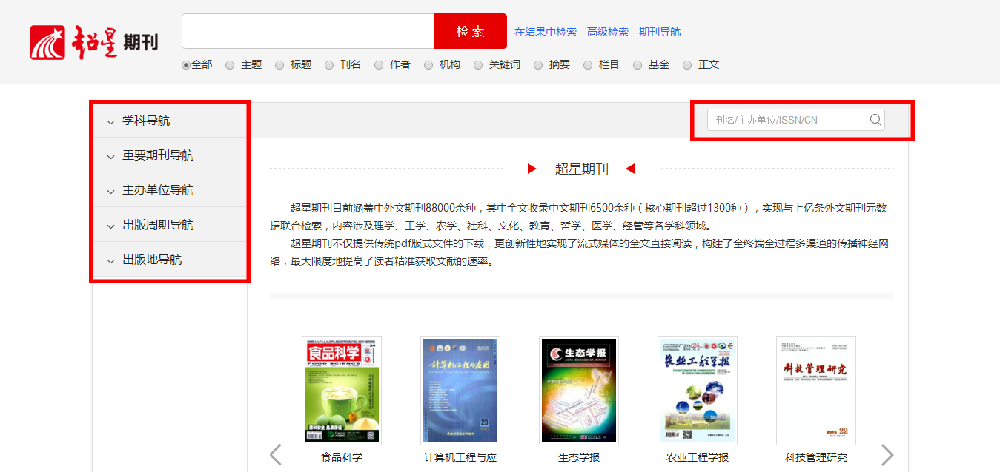 超星 期刊
检 索
在结果中检索 高级检索 期刊导航
全部 主题 标题 刊名 作者 机构 关键词 摘要 栏目 基金 正文
学科导航
重要期刊导航
主办单位导航
出版周期导航
出版地导航
刊名/主办单位/ISSN/CN
超星期刊
超星期刊目前涵盖中外文期刊88000余种，其中全文收录中文期刊6500余种（核心期刊超过1300种），实现与上亿条外文期刊元数
据联合检索，内容涉及理学、工学、农学、社科、文化、教育、哲学、医学、经管等各学科领域。
超星期刊不仅提供传统pdf版式文件的下载，更创新性地实现了流式媒体的全文直接阅读，构建了全终端全过程多渠道的传播神经网
络，最大限度地提高了读者精准获取文献的速率。
食品科学
FOOD SCIENCE
计算机工程与应用
23
生态学报
ACTA ECOLOGICA SINICA
农业工程学报
科技管理研究
2015 22
食品科学
计算机工程与应
生态学报
农业工程学报
科技管理研究